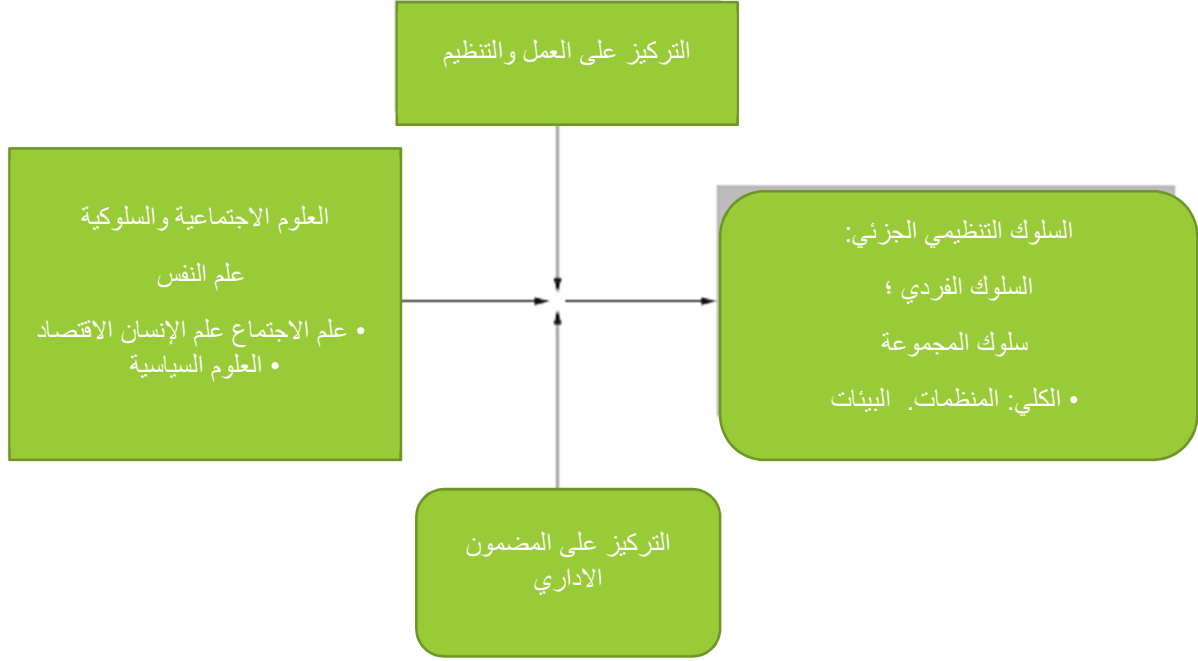 التركيز على العمل والتنظيم
العلوم الاجتماعية والسلوكية
علم النفس
• علم الاجتماع علم الإنسان الاقتصاد
• العلوم السياسية
السلوك التنظيمي الجزئي:
السلوك الفردي ؛
سلوك المجموعة
• الكلي: المنظمات. البيئات
التركيز على المضمون
الاداري